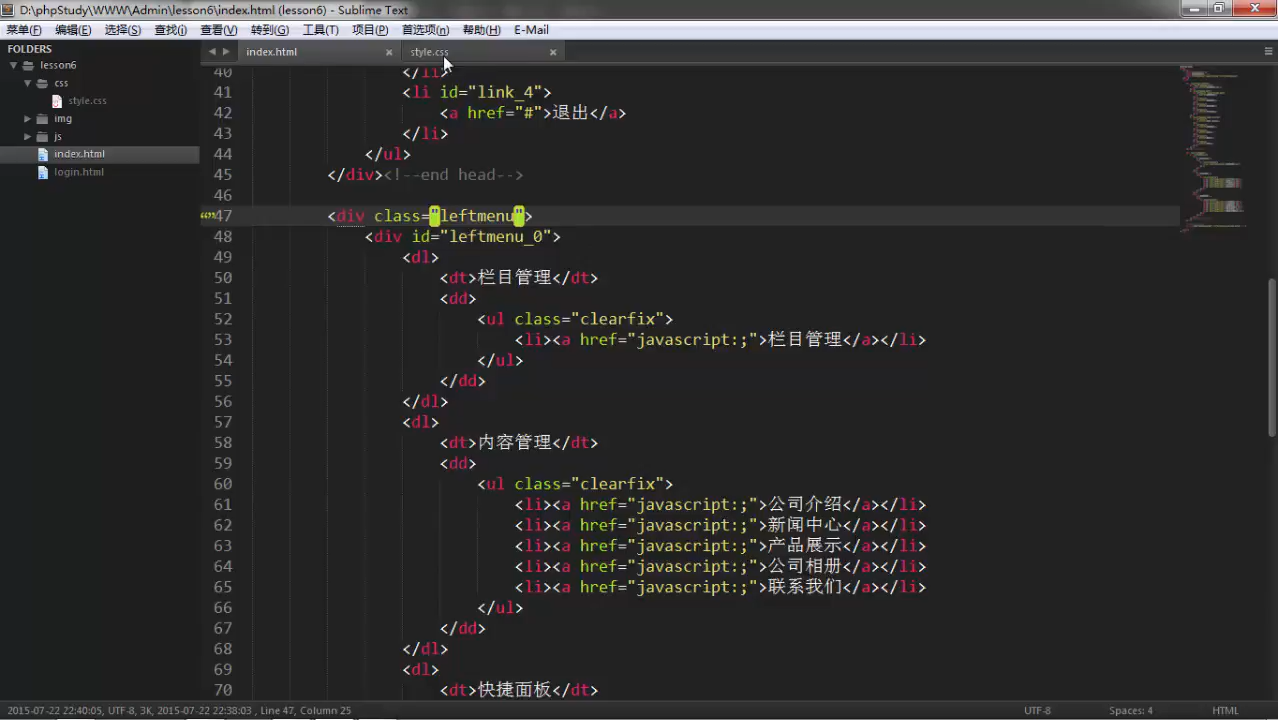 D:\phpStudy\WWW\Admin\lesson6\index.html (lesson6) - Sublime Text
菜单(F) 编辑(E) 选择(S) 查找(I) 查看(V) 转到(G) 工具(T) 项目(P) 首选项(n) 帮助(H) E-Mail
FOLDERS
lesson6
css
style.css
img
js
index.html
login.html
index.html × style.css ×
40 </li>
41 <li id="link_4">
42 <a href="#">退出</a>
43 </li>
44 </ul>
45 </div><!--end head-->
46
47 <div class="leftmenu">
48 <div id="leftmenu_0">
49 <dl>
50 <dt>栏目管理</dt>
51 <dd>
52 <ul class="clearfix">
53 <li><a href="javascript:;">栏目管理</a></li>
54 </ul>
55 </dd>
56 </dl>
57 <dl>
58 <dt>内容管理</dt>
59 <dd>
60 <ul class="clearfix">
61 <li><a href="javascript:;">公司介绍</a></li>
62 <li><a href="javascript:;">新闻中心</a></li>
63 <li><a href="javascript:;">产品展示</a></li>
64 <li><a href="javascript:;">公司相册</a></li>
65 <li><a href="javascript:;">联系我们</a></li>
66 </ul>
67 </dd>
68 </dl>
69 <dl>
70 <dt>快捷面板</dt>
2015-07-22 22:40:05, UTF-8, 3K, 2015-07-22 22:38:03 , Line 47, Column 25 UTF-8 Spaces: 4 HTML